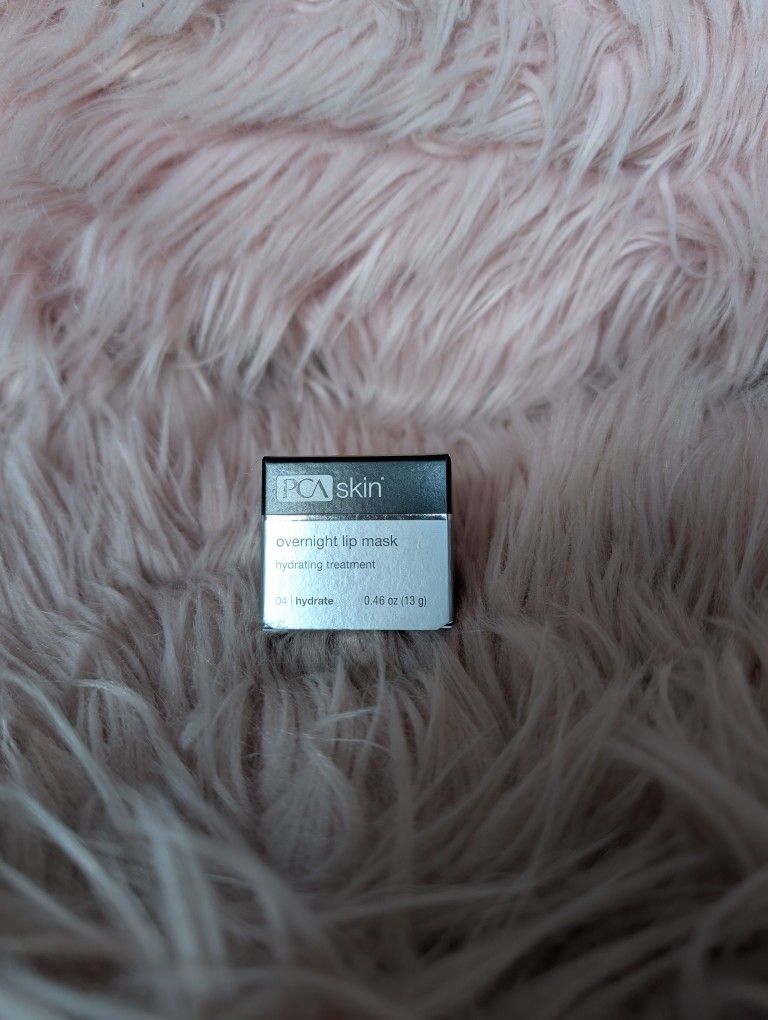 PCA skin®
overnight lip mask
hydrating treatment
04 | hydrate 0.46 oz (13 g)